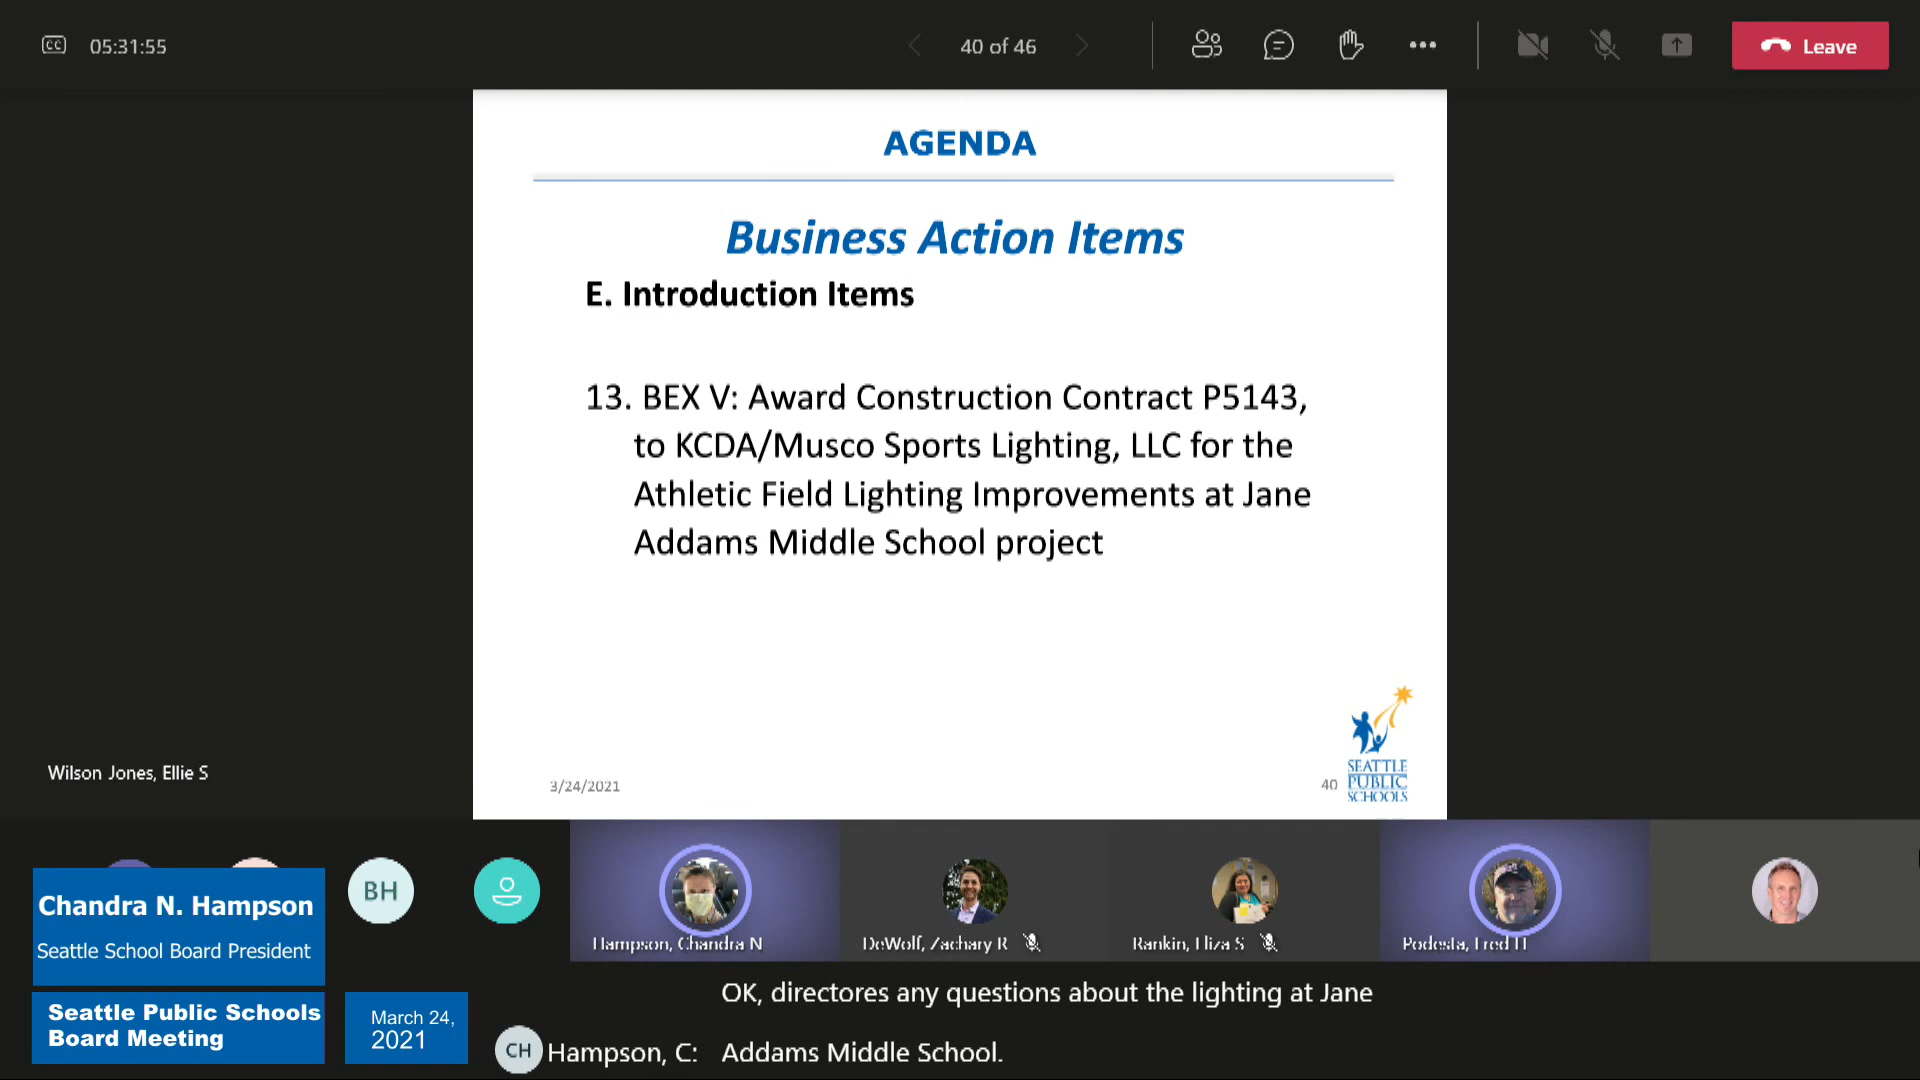 05:31:55
40 of 46
Leave
AGENDA
Business Action Items
E. Introduction Items
13. BEX V: Award Construction Contract P5143,
to KCDA/Musco Sports Lighting, LLC for the
Athletic Field Lighting Improvements at Jane
Addams Middle School project
SEATTLE
PUBLIC
SCHOOLS
3/24/2021
40
Wilson Jones, Ellie S
BH
Hampson, Chandra N
DeWolf, Zachary R
Rankin, Liza S
Podesta, Fred H
Chandra N. Hampson
Seattle School Board President
Seattle Public Schools
Board Meeting
March 24,
2021
OK, directores any questions about the lighting at Jane
CH
Hampson, C: Addams Middle School.